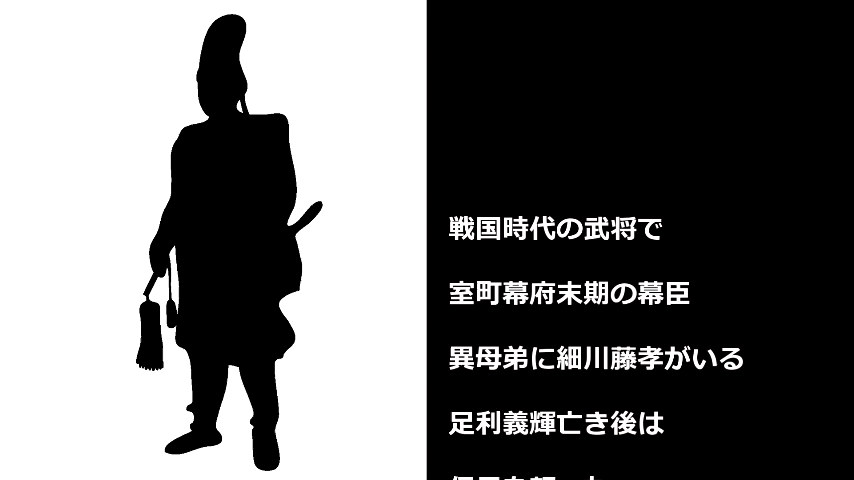 戦国時代の武将で
室町幕府末期の幕臣
異母弟に細川藤孝がいる
足利義輝亡き後は